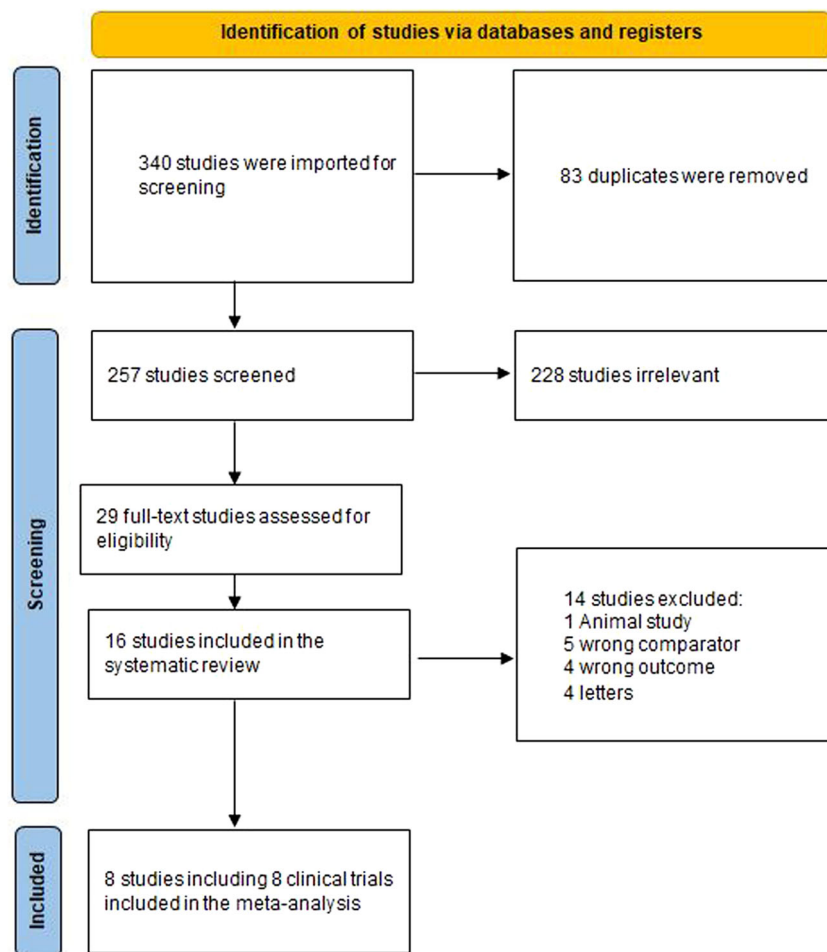 Identification of studies via databases and registers
Identification
340 studies were imported for
screening
83 duplicates were removed
Screening
257 studies screened
228 studies irrelevant
29 full-text studies assessed for
eligibility
16 studies included in the
systematic review
14 studies excluded:
1 Animal study
5 wrong comparator
4 wrong outcome
4 letters
Included
8 studies including 8 clinical trials
included in the meta-analysis